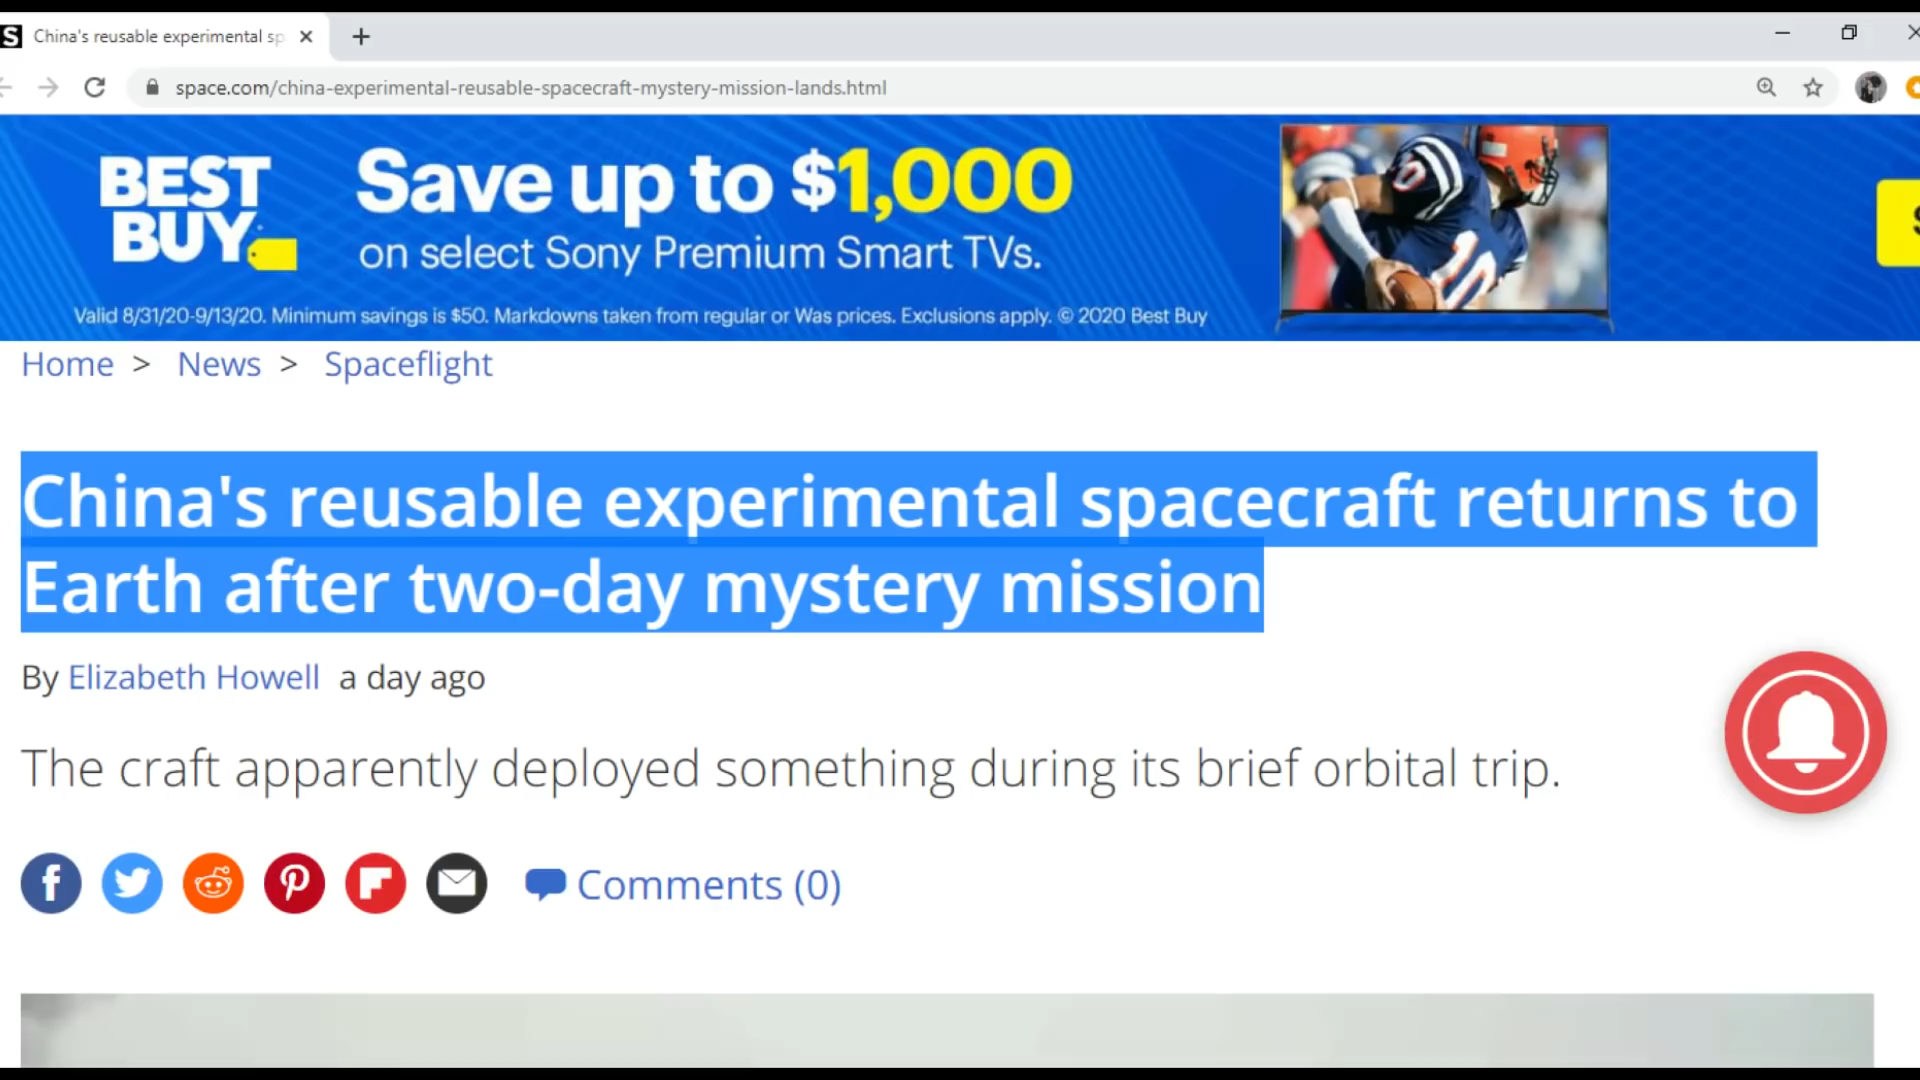 China's reusable experimental sp
space.com/china-experimental-reusable-spacecraft-mystery-mission-lands.html
BEST
BUY
Save up to $1,000
on select Sony Premium Smart TVs.
Valid 8/31/20-9/13/20. Minimum savings is $50. Markdowns taken from regular or Was prices. Exclusions apply. © 2020 Best Buy
Home > News > Spaceflight
China's reusable experimental spacecraft returns to
Earth after two-day mystery mission
By Elizabeth Howell a day ago
The craft apparently deployed something during its brief orbital trip.
Comments (0)